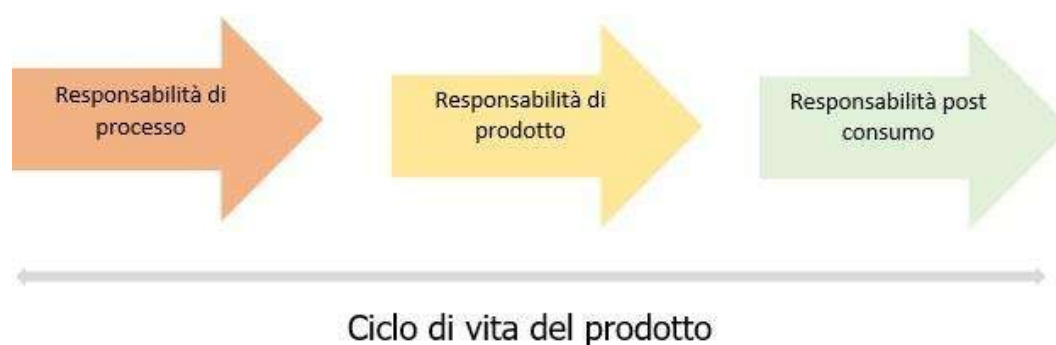 Responsabilità di
processo
Responsabilità di
prodotto
Responsabilità post
consumo
Ciclo di vita del prodotto